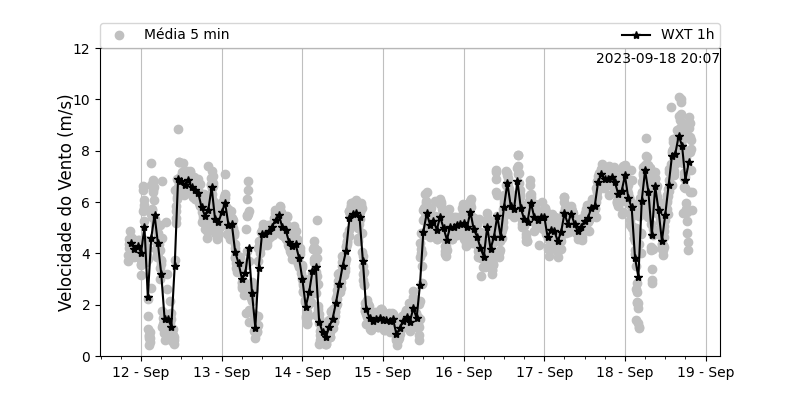 Média 5 min
WXT 1h
2023-09-18 20:07
Velocidade do Vento (m/s)
12
10
8
6
4
2
0
12 - Sep 13 - Sep 14 - Sep 15 - Sep 16 - Sep 17 - Sep 18 - Sep 19 - Sep